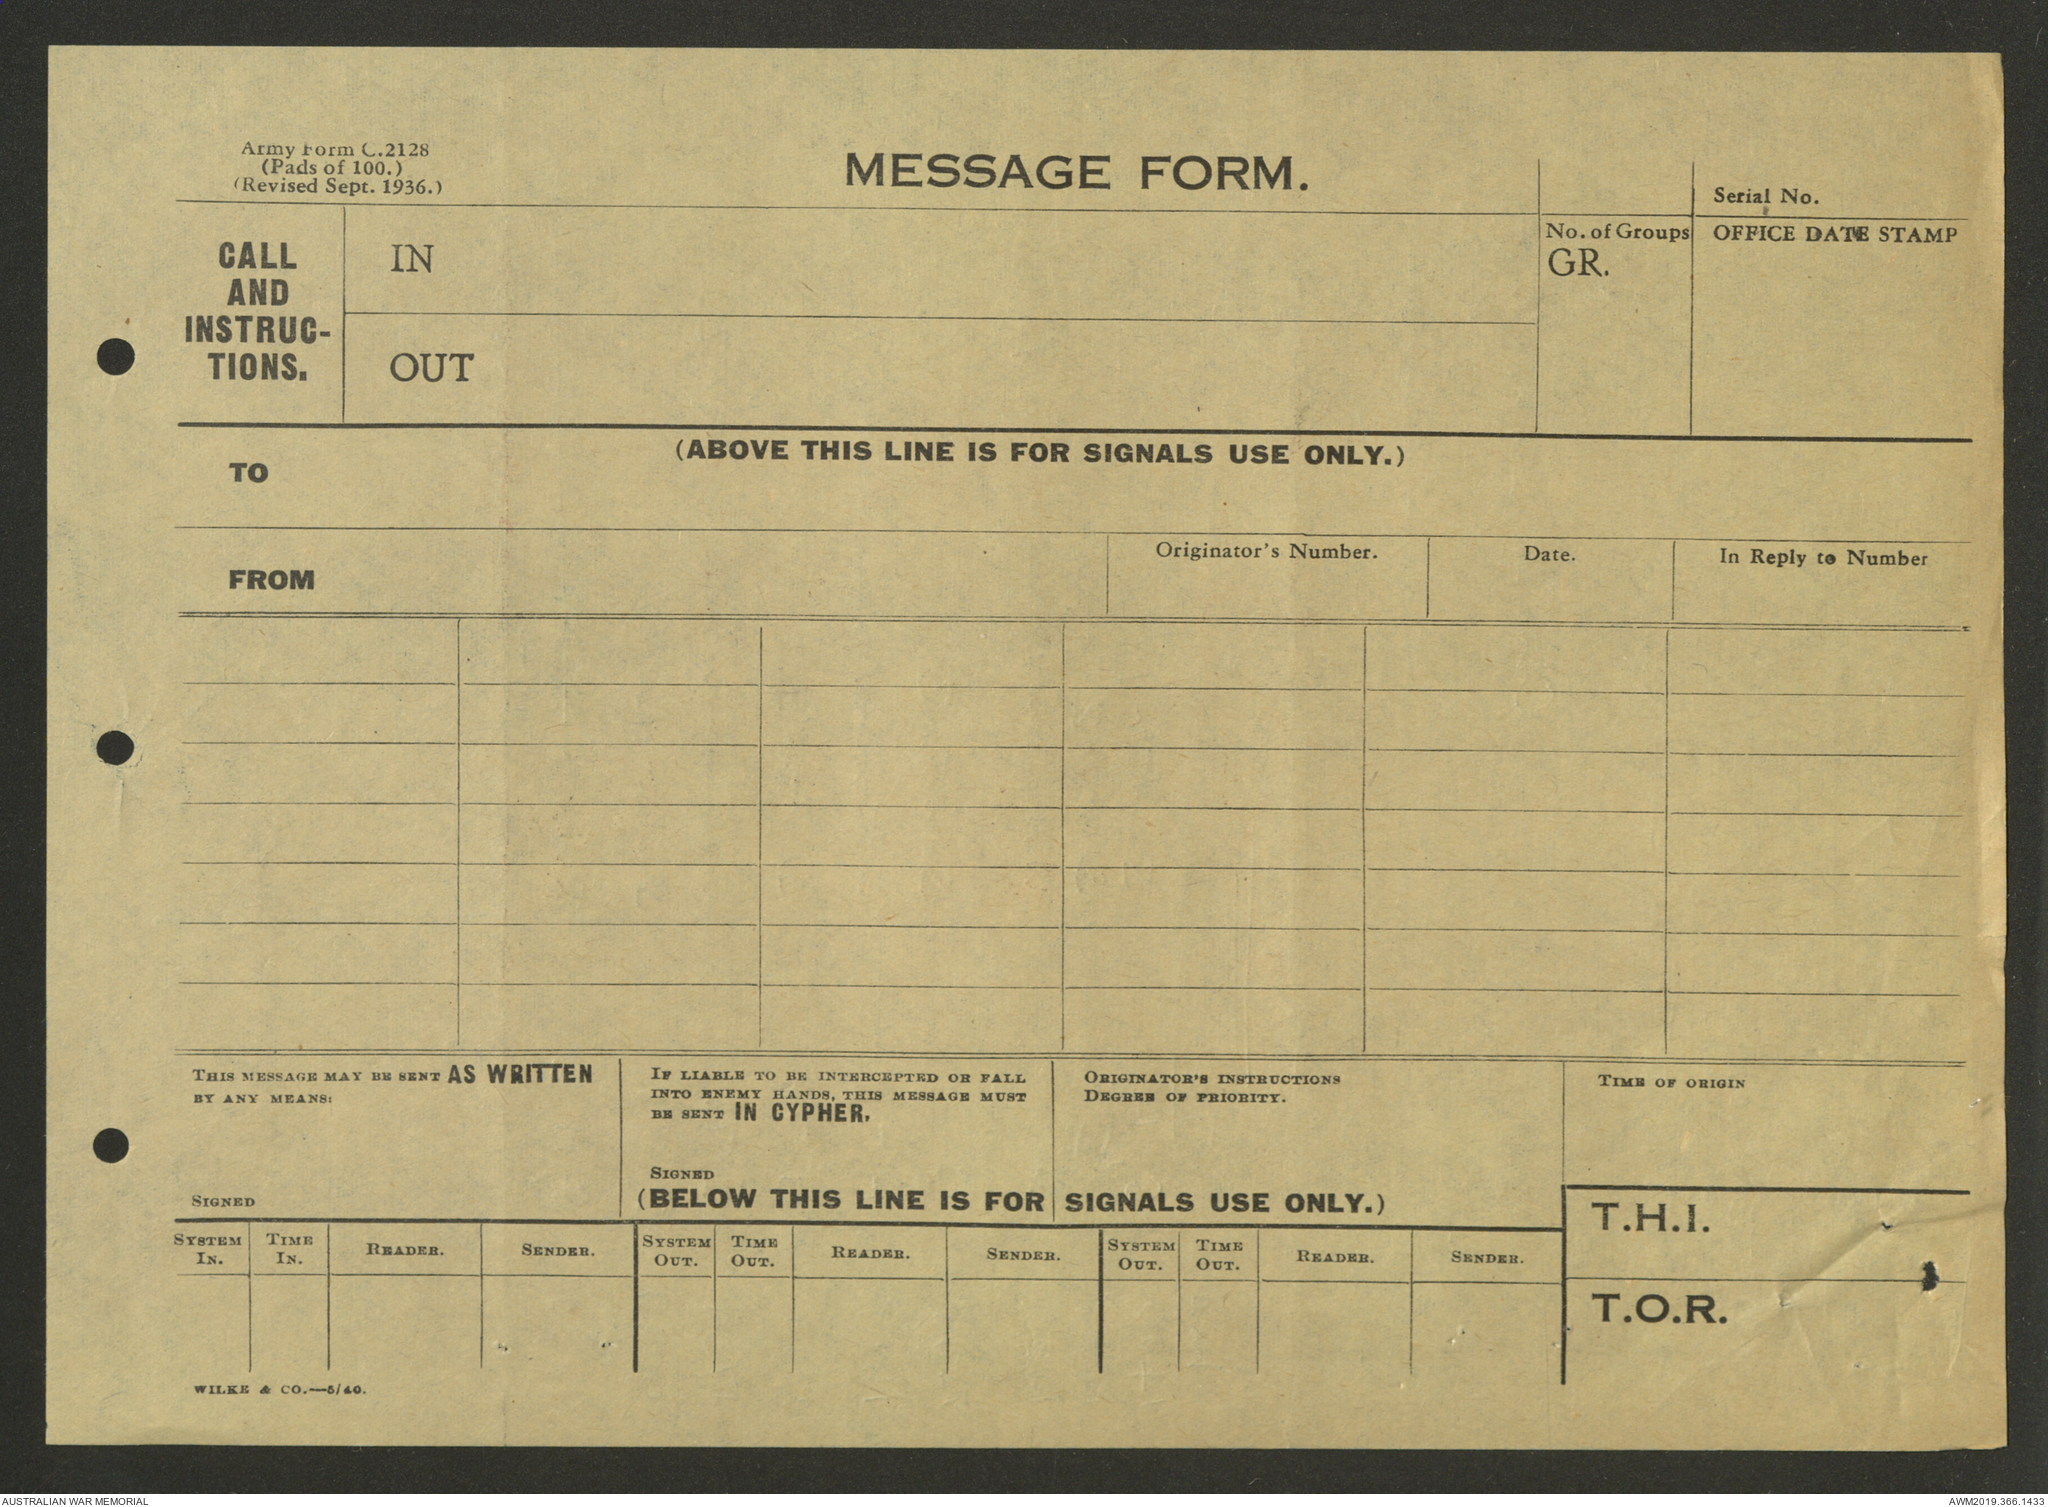 Army Form C.2128
(Pads of 100.)
(Revised Sept. 1936.)
MESSAGE FORM.
Serial No.
CALL
AND
INSTRUC-
TIONS.
IN
OUT
No. of Groups
GR.
OFFICE DATE STAMP
(ABOVE THIS LINE IS FOR SIGNALS USE ONLY.)
TO
FROM
Originator's Number.
Date.
In Reply to Number
THIS MESSAGE MAY BE SENT AS WRITTEN
BY ANY MEANS:
SIGNED
IF LIABLE TO BE INTERCEPTED OR FALL
INTO ENEMY HANDS, THIS MESSAGE MUST
BE SENT IN CYPHER.
SIGNED
ORIGINATOR'S INSTRUCTIONS
DEGREE OF PRIORITY.
TIME OF ORIGIN
(BELOW THIS LINE IS FOR SIGNALS USE ONLY.)
SYSTEM
IN.
TIME
IN.
READER.
SENDER.
SYSTEM
OUT.
TIME
OUT.
READER.
SENDER.
SYSTEM
OUT.
TIME
OUT.
READER.
SENDER.
T.H.I.
T.O.R.
WILKE & CO.—5/40.
AUSTRALIAN WAR MEMORIAL
AWM2019.366.1433